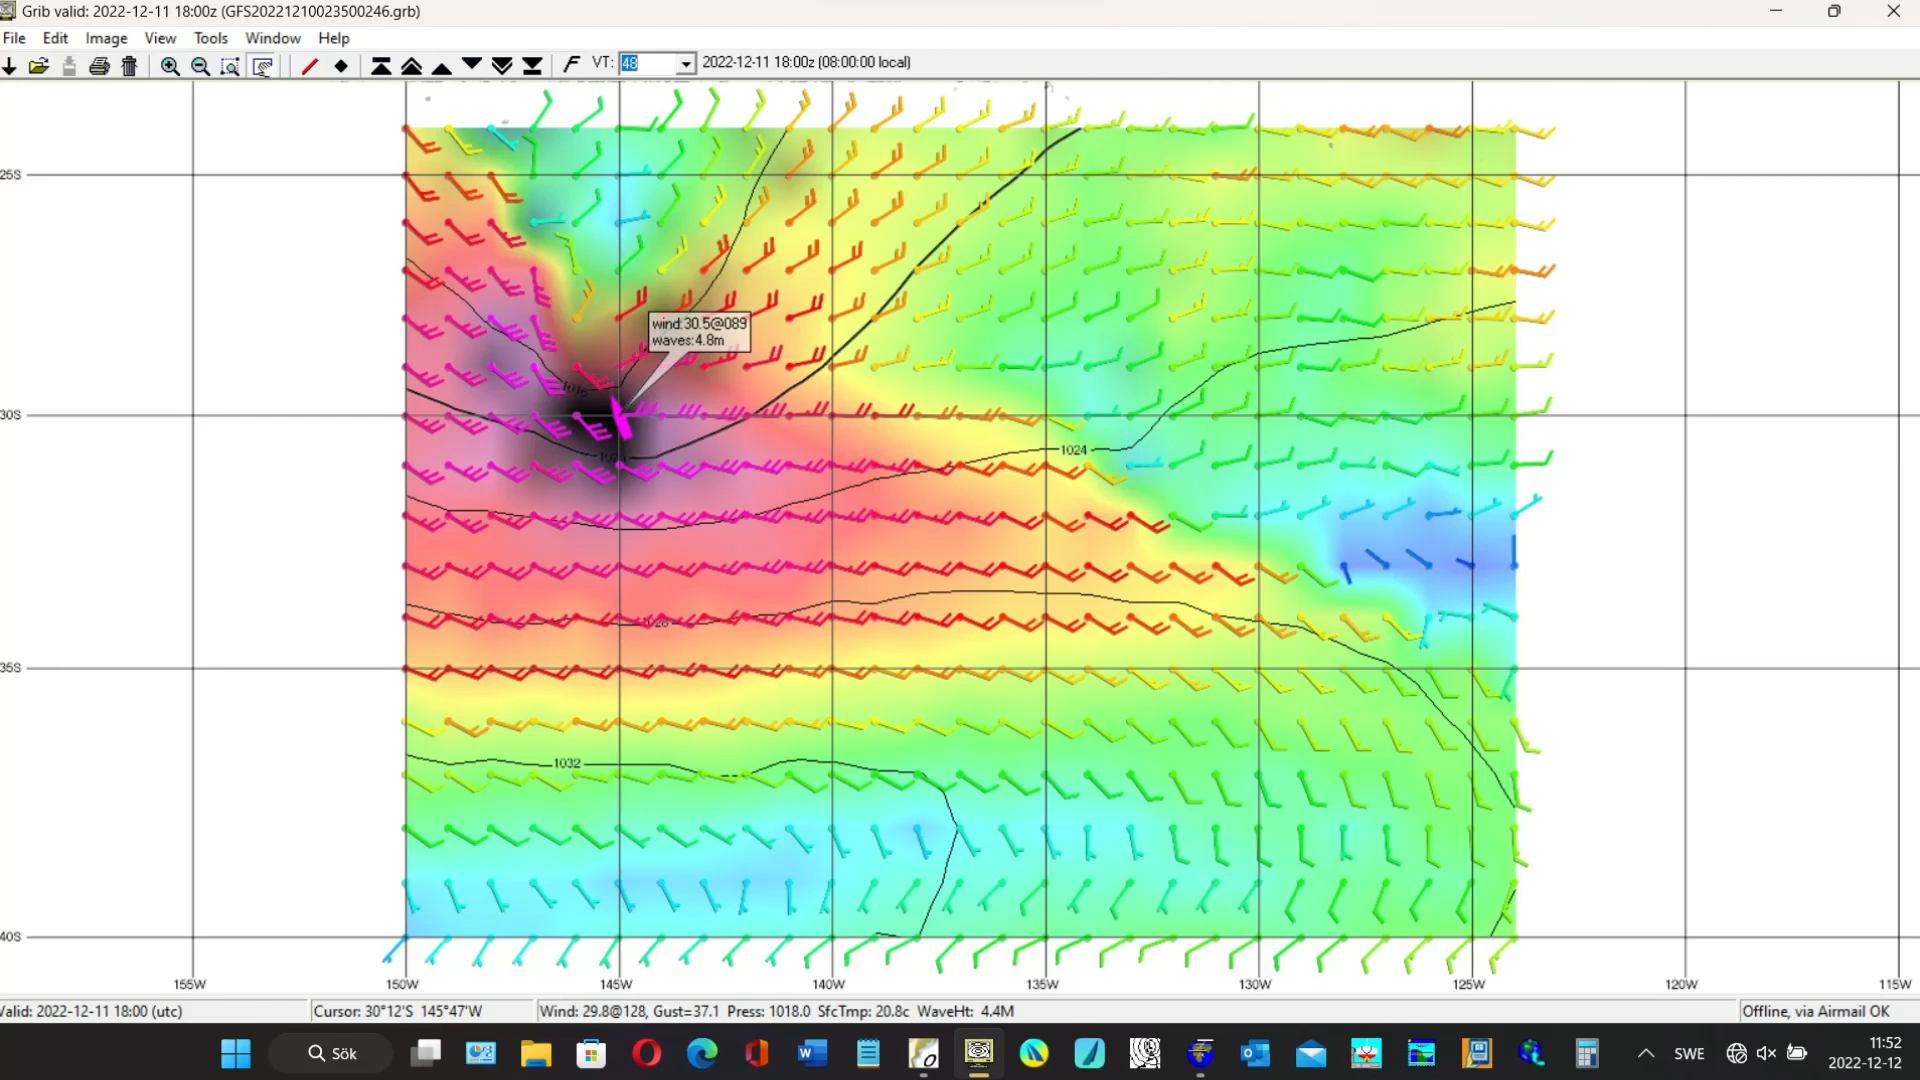 Grib valid: 2022-12-11 18:00z (GFS20221210023500246.grb)
File Edit Image View Tools Window Help
F VT: 48 2022-12-11 18:00z (08:00:00 local)
25S
wind:30.5@089
waves:4.8m
30S
1024
35S
1032
40S
155W 150W 145W 140W 135W 130W 125W 120W 115W
Valid: 2022-12-11 18:00 (utc) Cursor: 30°12'S 145°47'W Wind: 29.8@128, Gust=37.1 Press: 1018.0 SfcTmp: 20.8c WaveHt: 4.4M Offline, via Airmail OK
Sök SWE 11:52
2022-12-12